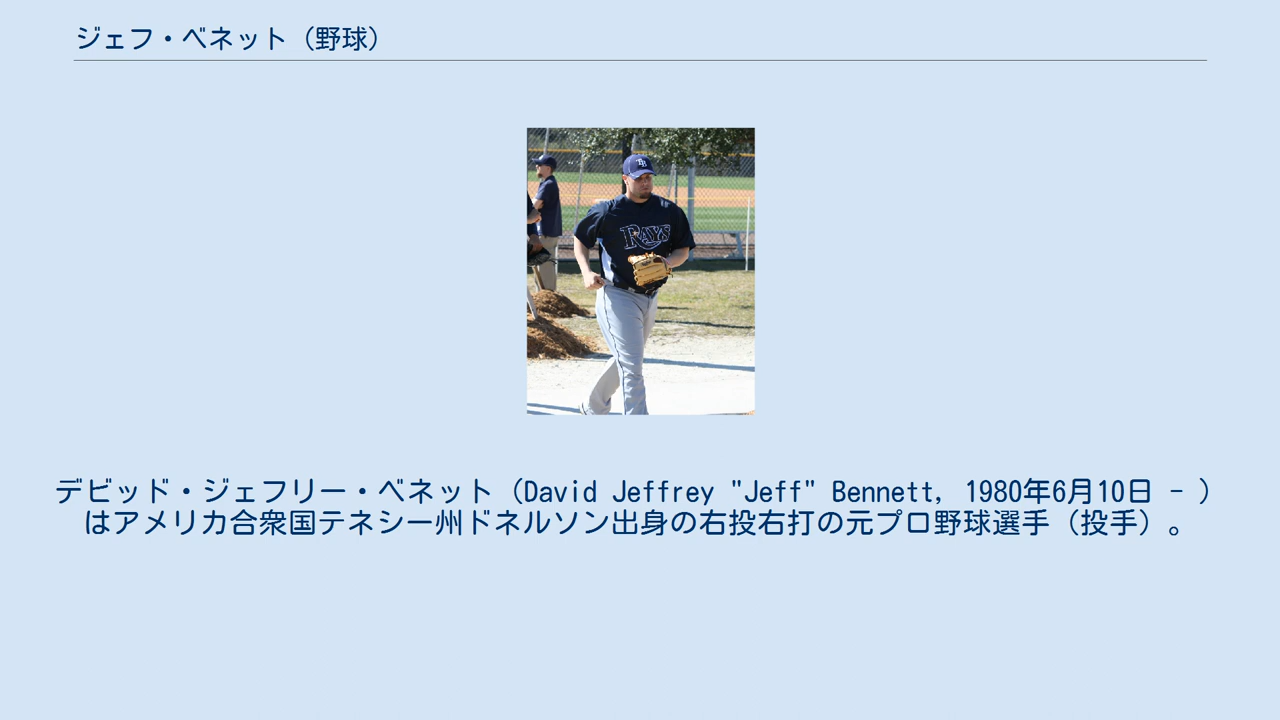 ジェフ・ベネット（野球）
RAYS
デビッド・ジェフリー・ベネット（David Jeffrey "Jeff" Bennett, 1980年6月10日 - ）
はアメリカ合衆国テネシー州ドネルソン出身の右投右打の元プロ野球選手（投手）。